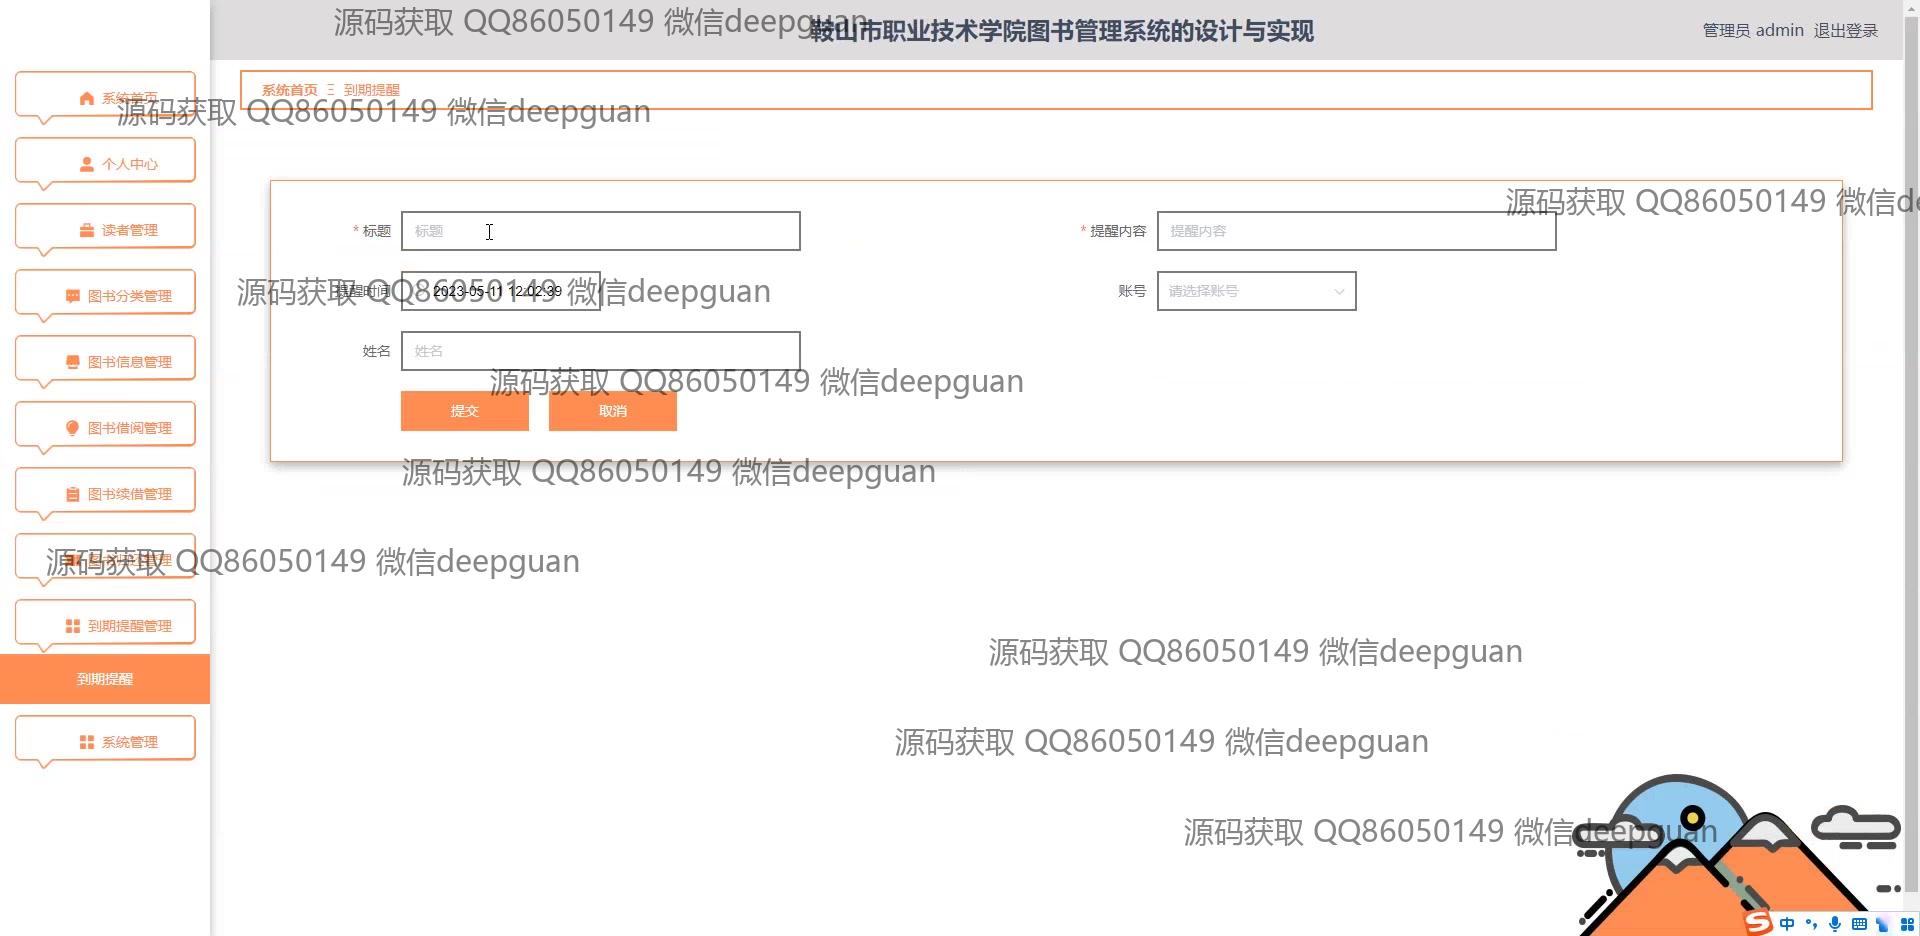 鞍山市职业技术学院图书管理系统的设计与实现
管理员 admin 退出登录
源码获取 QQ86050149 微信deepguan
系统首页 Ξ 到期提醒
系统首页
源码获取 QQ86050149 微信deepguan
个人中心
源码获取 QQ86050149 微信de
读者管理
* 标题 标题
* 提醒内容 提醒内容
图书分类管理
提醒时间 2023-05-11 12:02:39
账号 请选择账号
源码获取 QQ86050149 微信deepguan
图书信息管理
姓名 姓名
源码获取 QQ86050149 微信deepguan
提交 取消
图书借阅管理
源码获取 QQ86050149 微信deepguan
图书续借管理
图书归还管理
源码获取 QQ86050149 微信deepguan
到期提醒管理
源码获取 QQ86050149 微信deepguan
到期提醒
系统管理
源码获取 QQ86050149 微信deepguan
源码获取 QQ86050149 微信deepguan
中